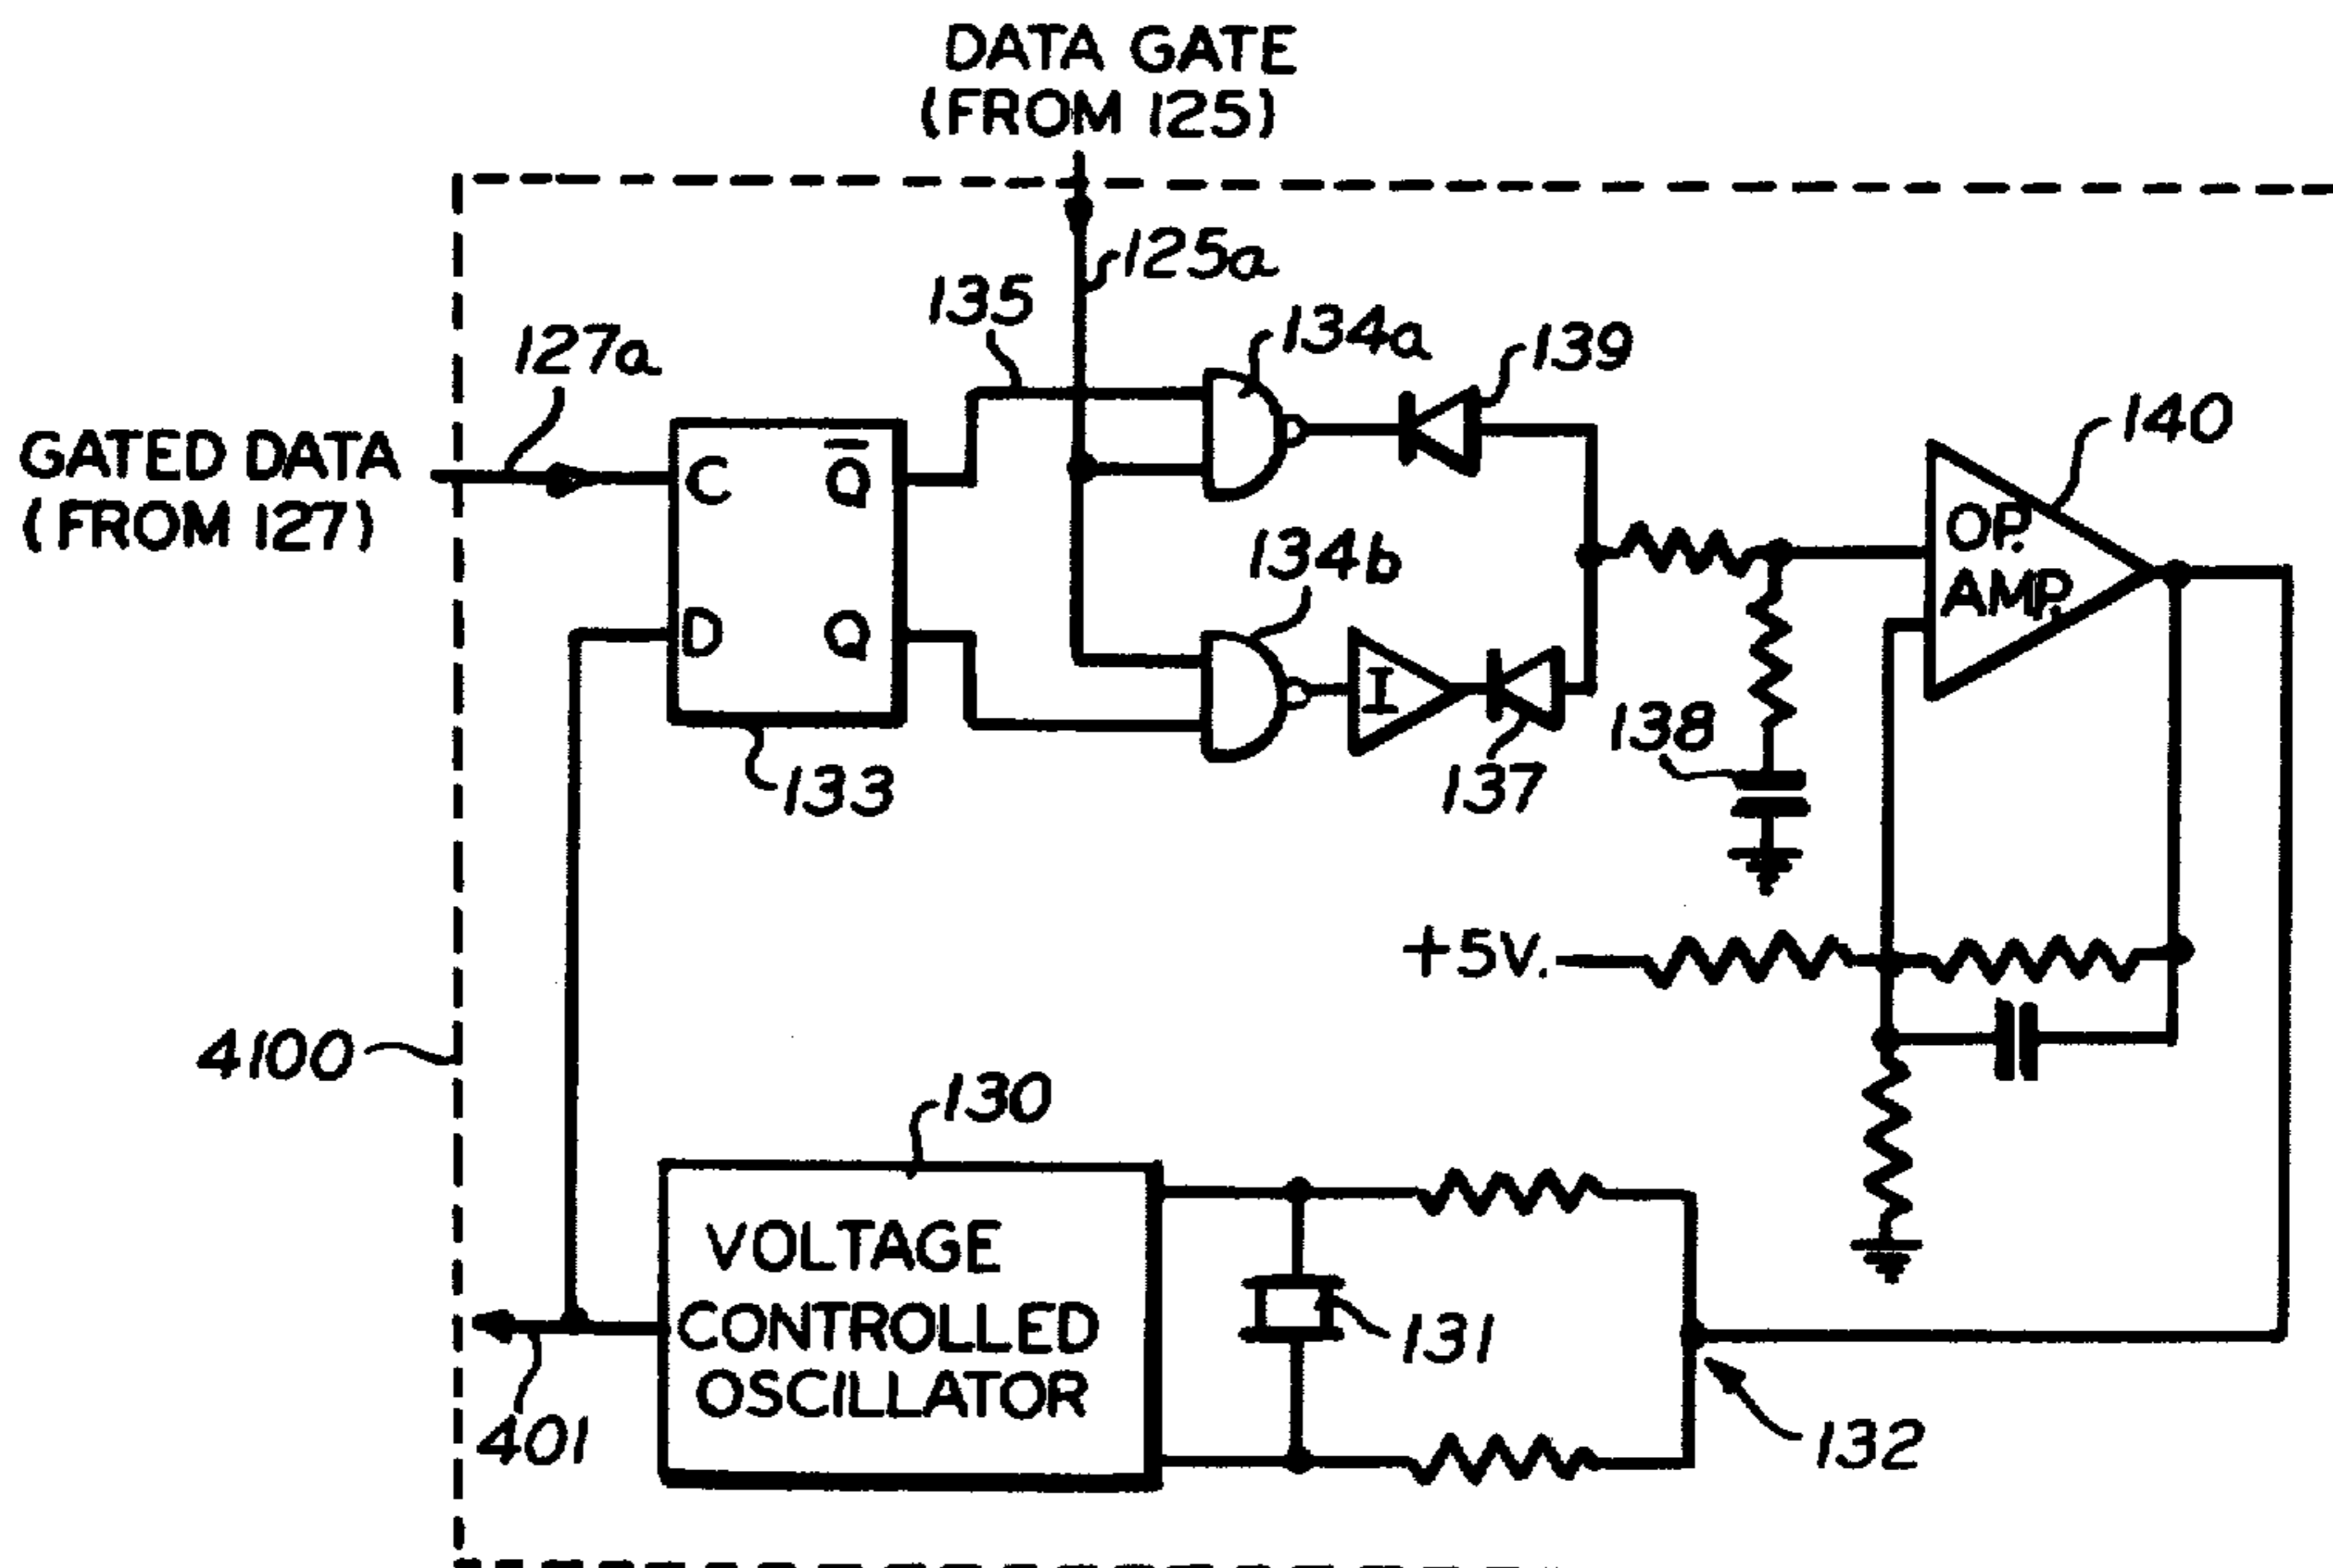 DATA GATE
(FROM 125)
125a
135
134a
139
127a
140
GATED DATA
(FROM 127)
C
Q̅
OP.
AMP.
134b
D
Q
I
138
137
133
+5V.
4100
130
VOLTAGE
CONTROLLED
OSCILLATOR
131
401
132